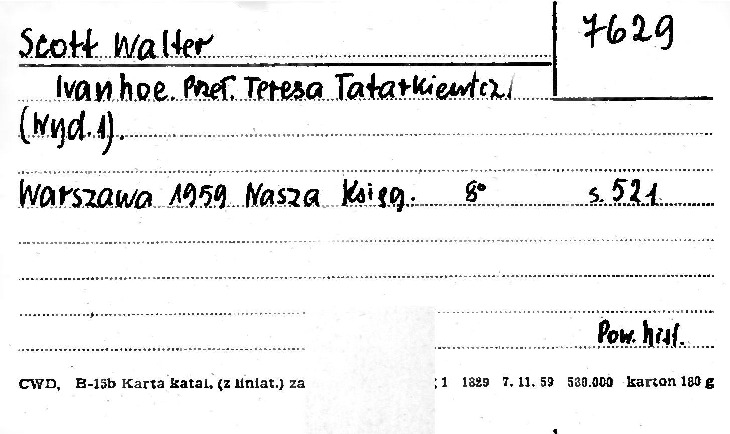 Scott Walter
7629
Ivanhoe. Przeł. Teresa Tatarkiewicz.
(Wyd. 1).
Warszawa 1959 Nasza Księg. 8° s. 521
Pow. hist.
CWD, B-15b Karta katal. (z liniat.) za 1 1829 7. 11. 59 580.000 karton 180 g